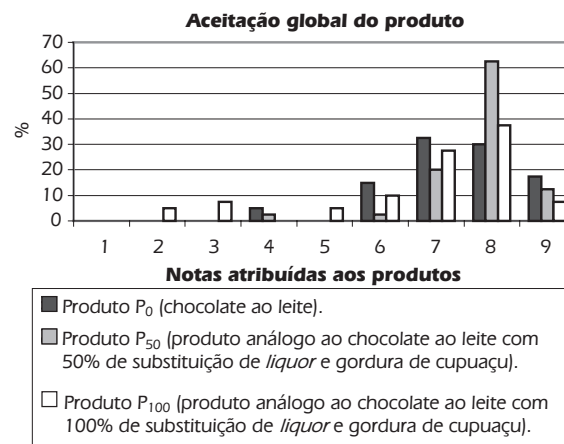 Aceitação global do produto
70
60
50
40
30
20
10
0
%
1 2 3 4 5 6 7 8 9
Notas atribuídas aos produtos
Produto P₀ (chocolate ao leite).
Produto P₅₀ (produto análogo ao chocolate ao leite com
50% de substituição de liquor e gordura de cupuaçu).
Produto P₁₀₀ (produto análogo ao chocolate ao leite com
100% de substituição de liquor e gordura de cupuaçu).